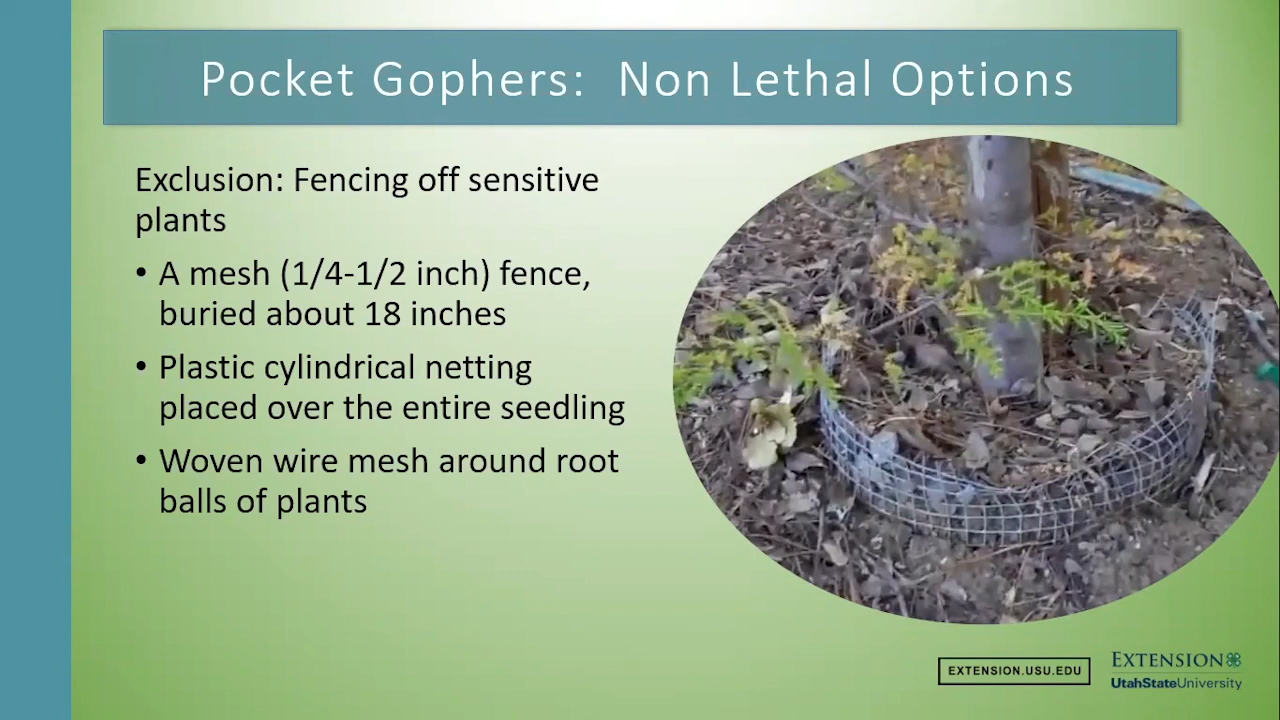 Pocket Gophers: Non Lethal Options
Exclusion: Fencing off sensitive
plants
• A mesh (1/4-1/2 inch) fence,
buried about 18 inches
• Plastic cylindrical netting
placed over the entire seedling
• Woven wire mesh around root
balls of plants
EXTENSION.USU.EDU
EXTENSION
UtahStateUniversity